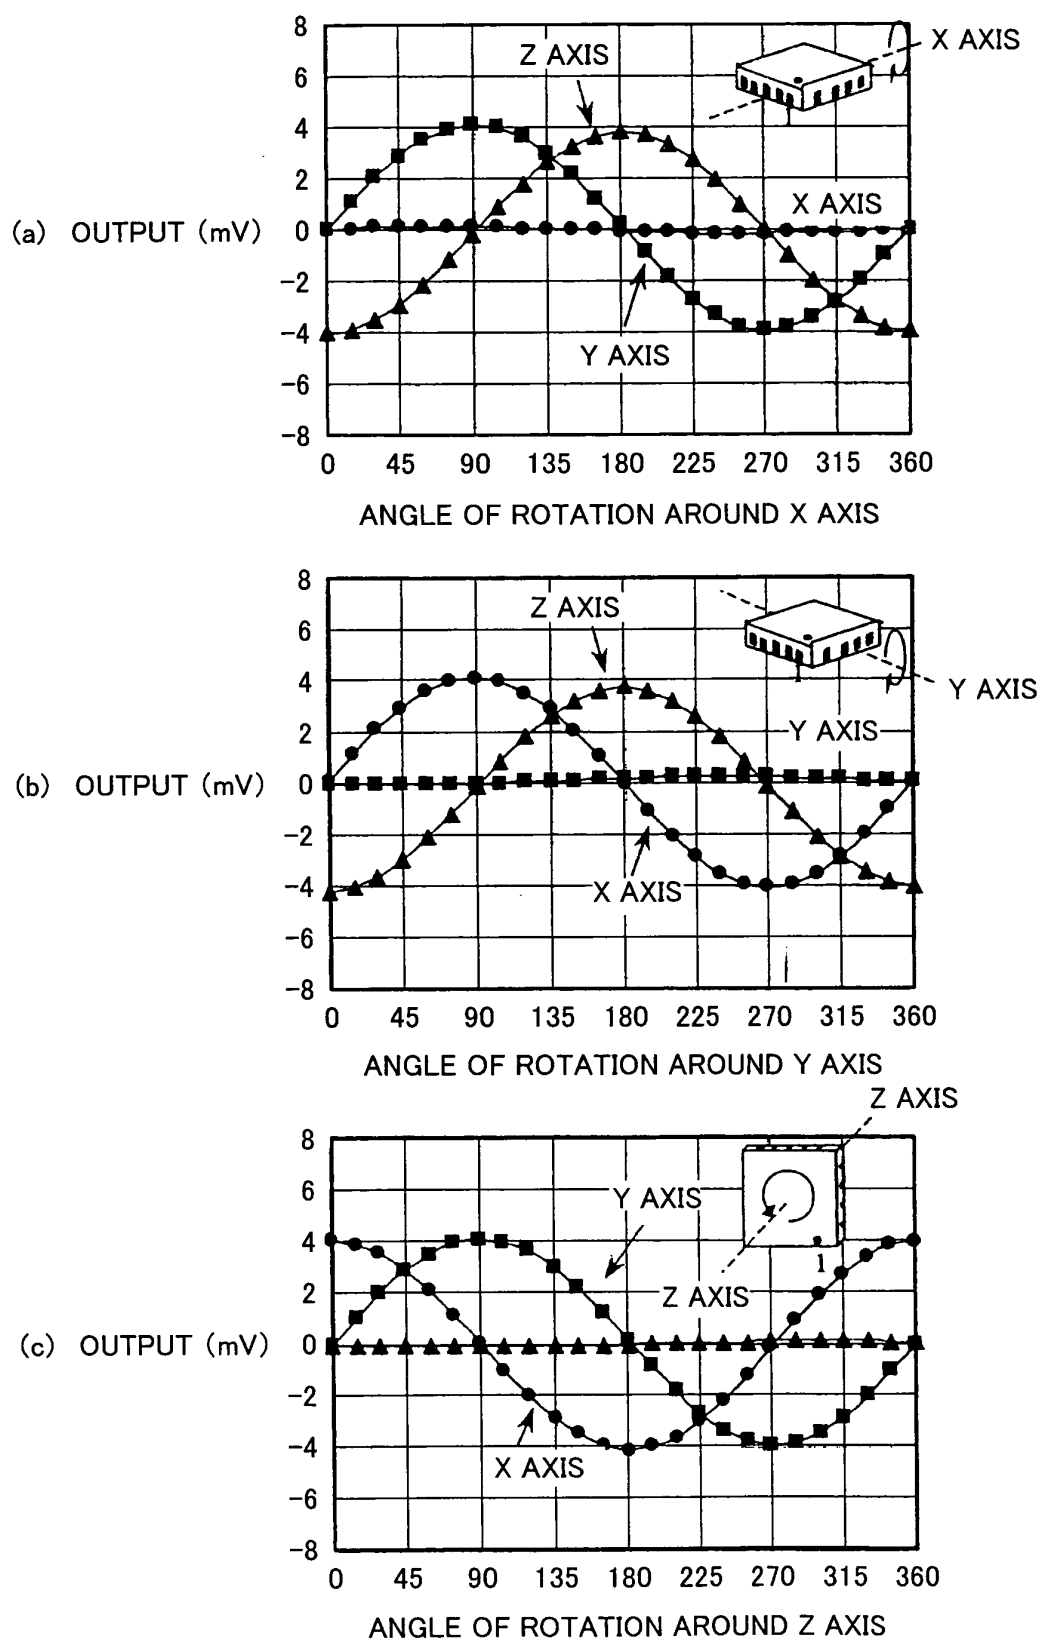 8
6
4
2
0
-2
-4
-6
-8
(a) OUTPUT (mV)
Z AXIS
X AXIS
X AXIS
Y AXIS
0 45 90 135 180 225 270 315 360
ANGLE OF ROTATION AROUND X AXIS
8
6
4
2
0
-2
-4
-6
-8
(b) OUTPUT (mV)
Z AXIS
Y AXIS
Y AXIS
X AXIS
0 45 90 135 180 225 270 315 360
ANGLE OF ROTATION AROUND Y AXIS
Z AXIS
8
6
4
2
0
-2
-4
-6
-8
(c) OUTPUT (mV)
Y AXIS
1
Z AXIS
X AXIS
0 45 90 135 180 225 270 315 360
ANGLE OF ROTATION AROUND Z AXIS